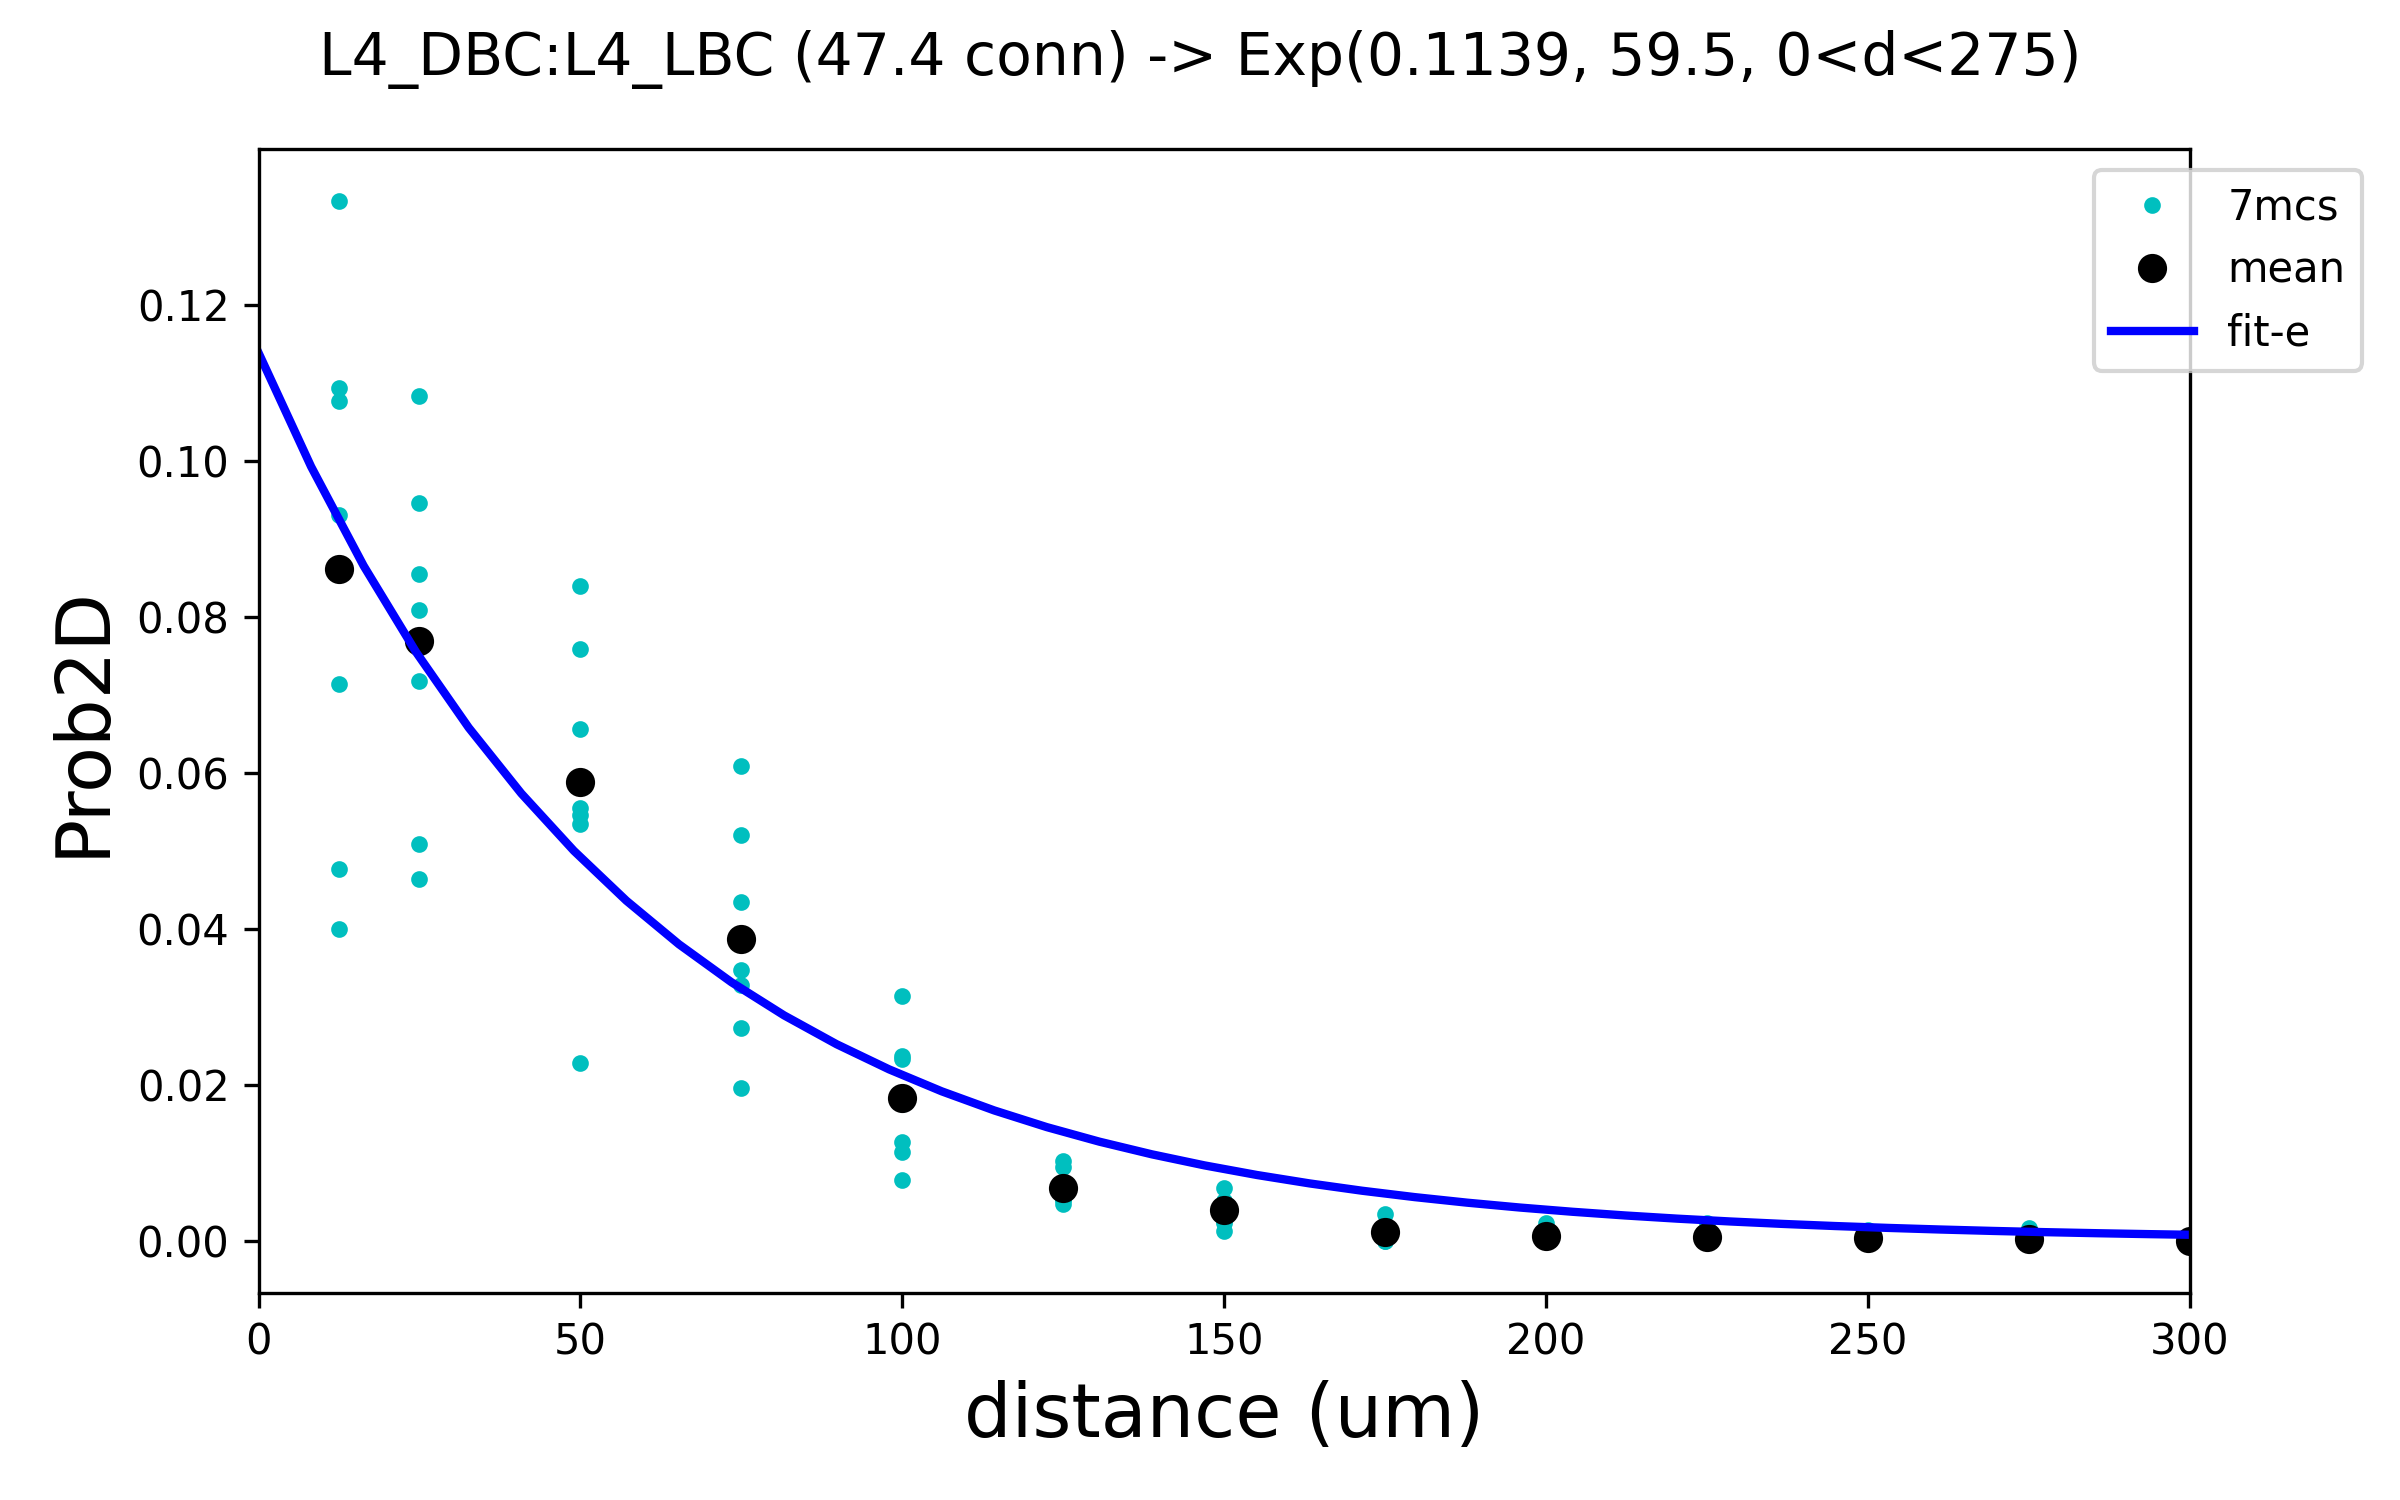 L4_DBC:L4_LBC (47.4 conn) -> Exp(0.1139, 59.5, 0<d<275)
7mcs
mean
fit-e
Prob2D
0.12
0.10
0.08
0.06
0.04
0.02
0.00
0 50 100 150 200 250 300
distance (um)